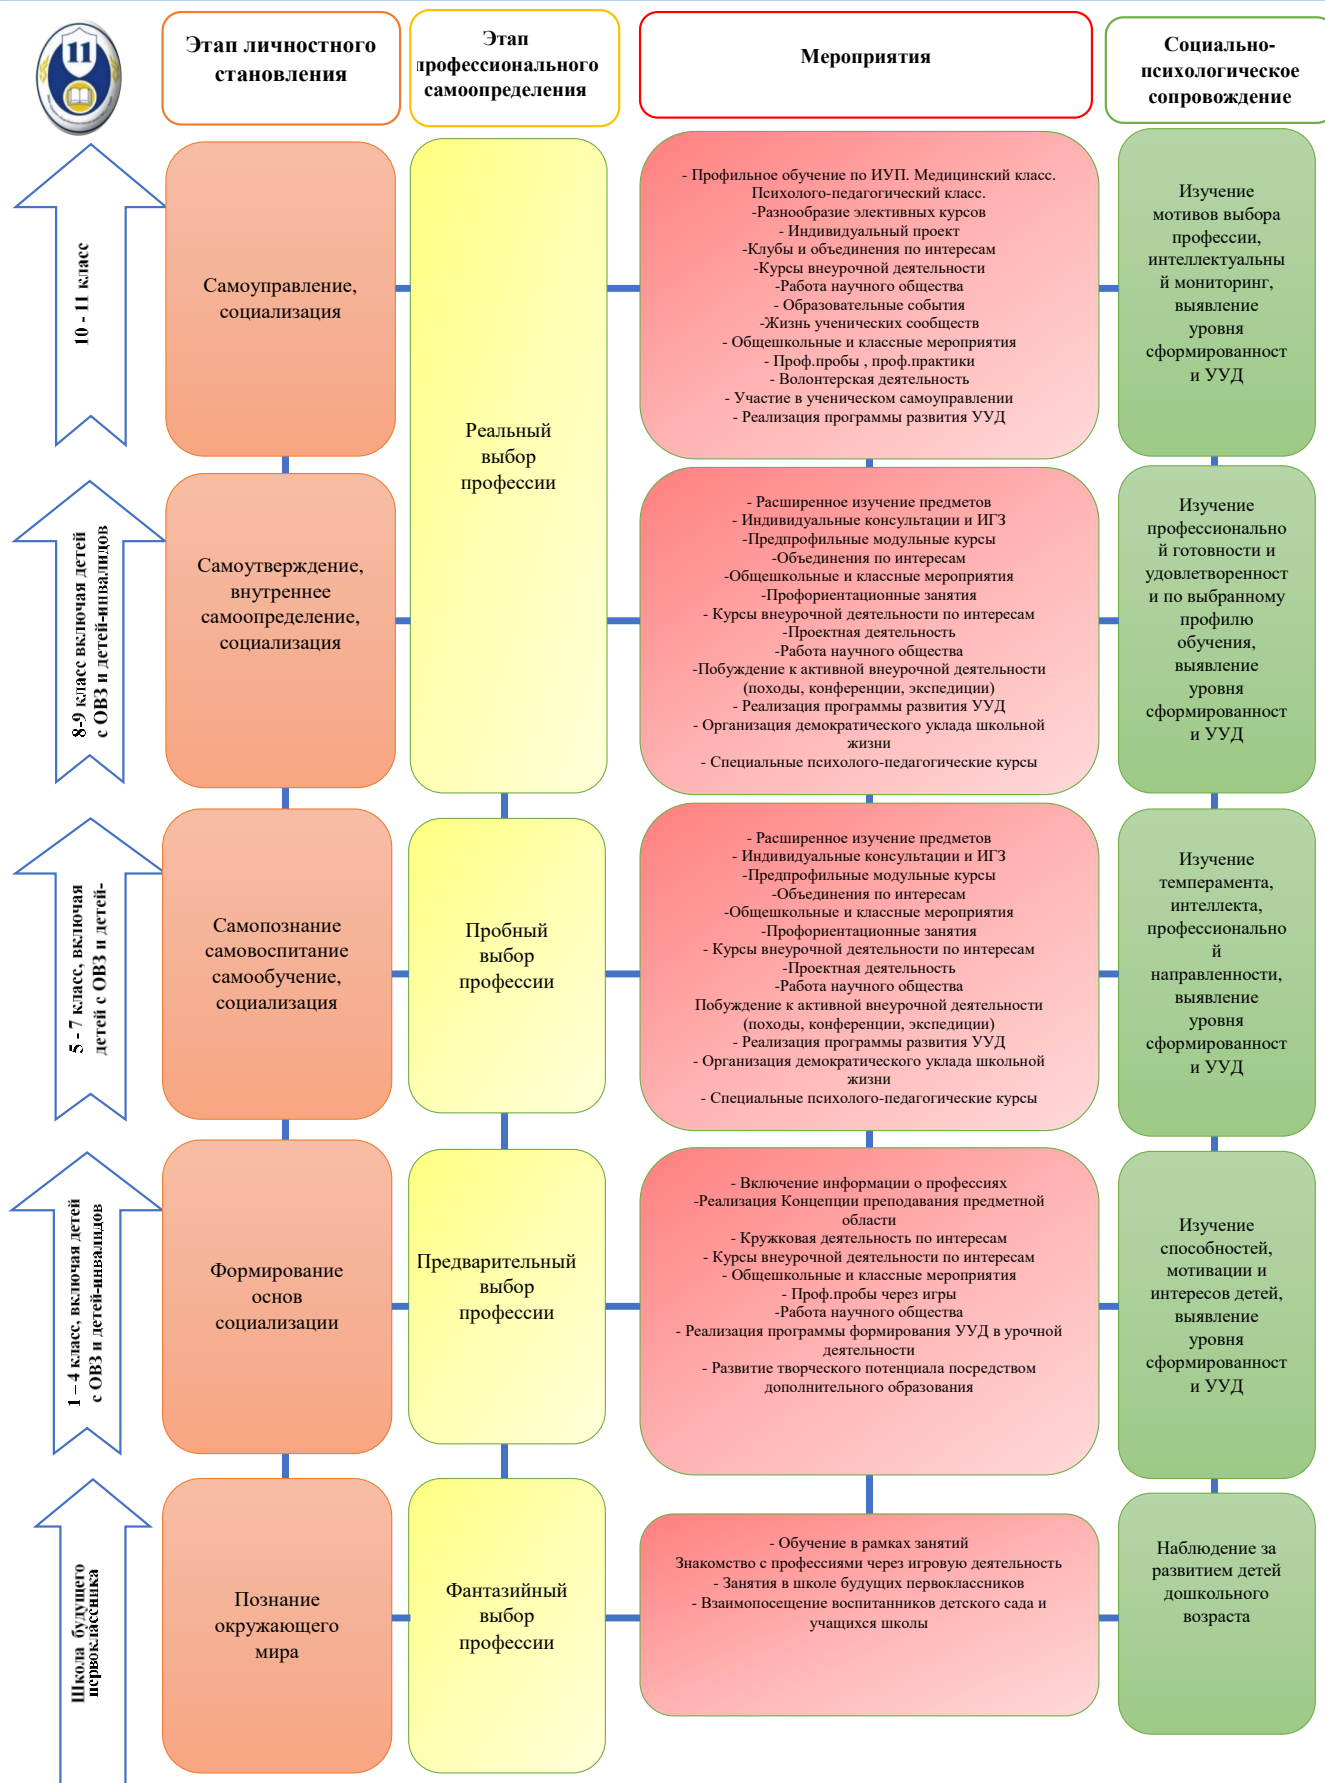 11
Этап личностного
становления
Этап
профессионального
самоопределения
Мероприятия
Социально-
психологическое
сопровождение
10 - 11 класс
Самоуправление,
социализация
Реальный
выбор
профессии
- Профильное обучение по ИУП. Медицинский класс.
Психолого-педагогический класс.
-Разнообразие элективных курсов
- Индивидуальный проект
-Клубы и объединения по интересам
-Курсы внеурочной деятельности
-Работа научного общества
- Образовательные события
-Жизнь ученических сообществ
- Общешкольные и классные мероприятия
- Проф.пробы , проф.практики
- Волонтерская деятельность
- Участие в ученическом самоуправлении
- Реализация программы развития УУД
Изучение
мотивов выбора
профессии,
интеллектуальны
й мониторинг,
выявление
уровня
сформированност
и УУД
8-9 класс включая детей
с ОВЗ и детей-инвалидов
Самоутверждение,
внутреннее
самоопределение,
социализация
- Расширенное изучение предметов
- Индивидуальные консультации и ИГЗ
-Предпрофильные модульные курсы
-Объединения по интересам
-Общешкольные и классные мероприятия
-Профориентационные занятия
- Курсы внеурочной деятельности по интересам
-Проектная деятельность
-Работа научного общества
-Побуждение к активной внеурочной деятельности
(походы, конференции, экспедиции)
- Реализация программы развития УУД
- Организация демократического уклада школьной
жизни
- Специальные психолого-педагогические курсы
Изучение
профессионально
й готовности и
удовлетворенност
и по выбранному
профилю
обучения,
выявление
уровня
сформированност
и УУД
5 - 7 класс, включая
детей с ОВЗ и детей-
Самопознание
самовоспитание
самообучение,
социализация
Пробный
выбор
профессии
- Расширенное изучение предметов
- Индивидуальные консультации и ИГЗ
-Предпрофильные модульные курсы
-Объединения по интересам
-Общешкольные и классные мероприятия
-Профориентационные занятия
- Курсы внеурочной деятельности по интересам
-Проектная деятельность
-Работа научного общества
Побуждение к активной внеурочной деятельности
(походы, конференции, экспедиции)
- Реализация программы развития УУД
- Организация демократического уклада школьной
жизни
- Специальные психолого-педагогические курсы
Изучение
темперамента,
интеллекта,
профессионально
й
направленности,
выявление
уровня
сформированност
и УУД
1 – 4 класс, включая детей
с ОВЗ и детей-инвалидов
Формирование
основ
социализации
Предварительный
выбор
профессии
- Включение информации о профессиях
-Реализация Концепции преподавания предметной
области
- Кружковая деятельность по интересам
- Курсы внеурочной деятельности по интересам
- Общешкольные и классные мероприятия
- Проф.пробы через игры
-Работа научного общества
- Реализация программы формирования УУД в урочной
деятельности
- Развитие творческого потенциала посредством
дополнительного образования
Изучение
способностей,
мотивации и
интересов детей,
выявление
уровня
сформированност
и УУД
Школа будущего
первоклассника
Познание
окружающего
мира
Фантазийный
выбор
профессии
- Обучение в рамках занятий
Знакомство с профессиями через игровую деятельность
- Занятия в школе будущих первоклассников
- Взаимопосещение воспитанников детского сада и
учащихся школы
Наблюдение за
развитием детей
дошкольного
возраста